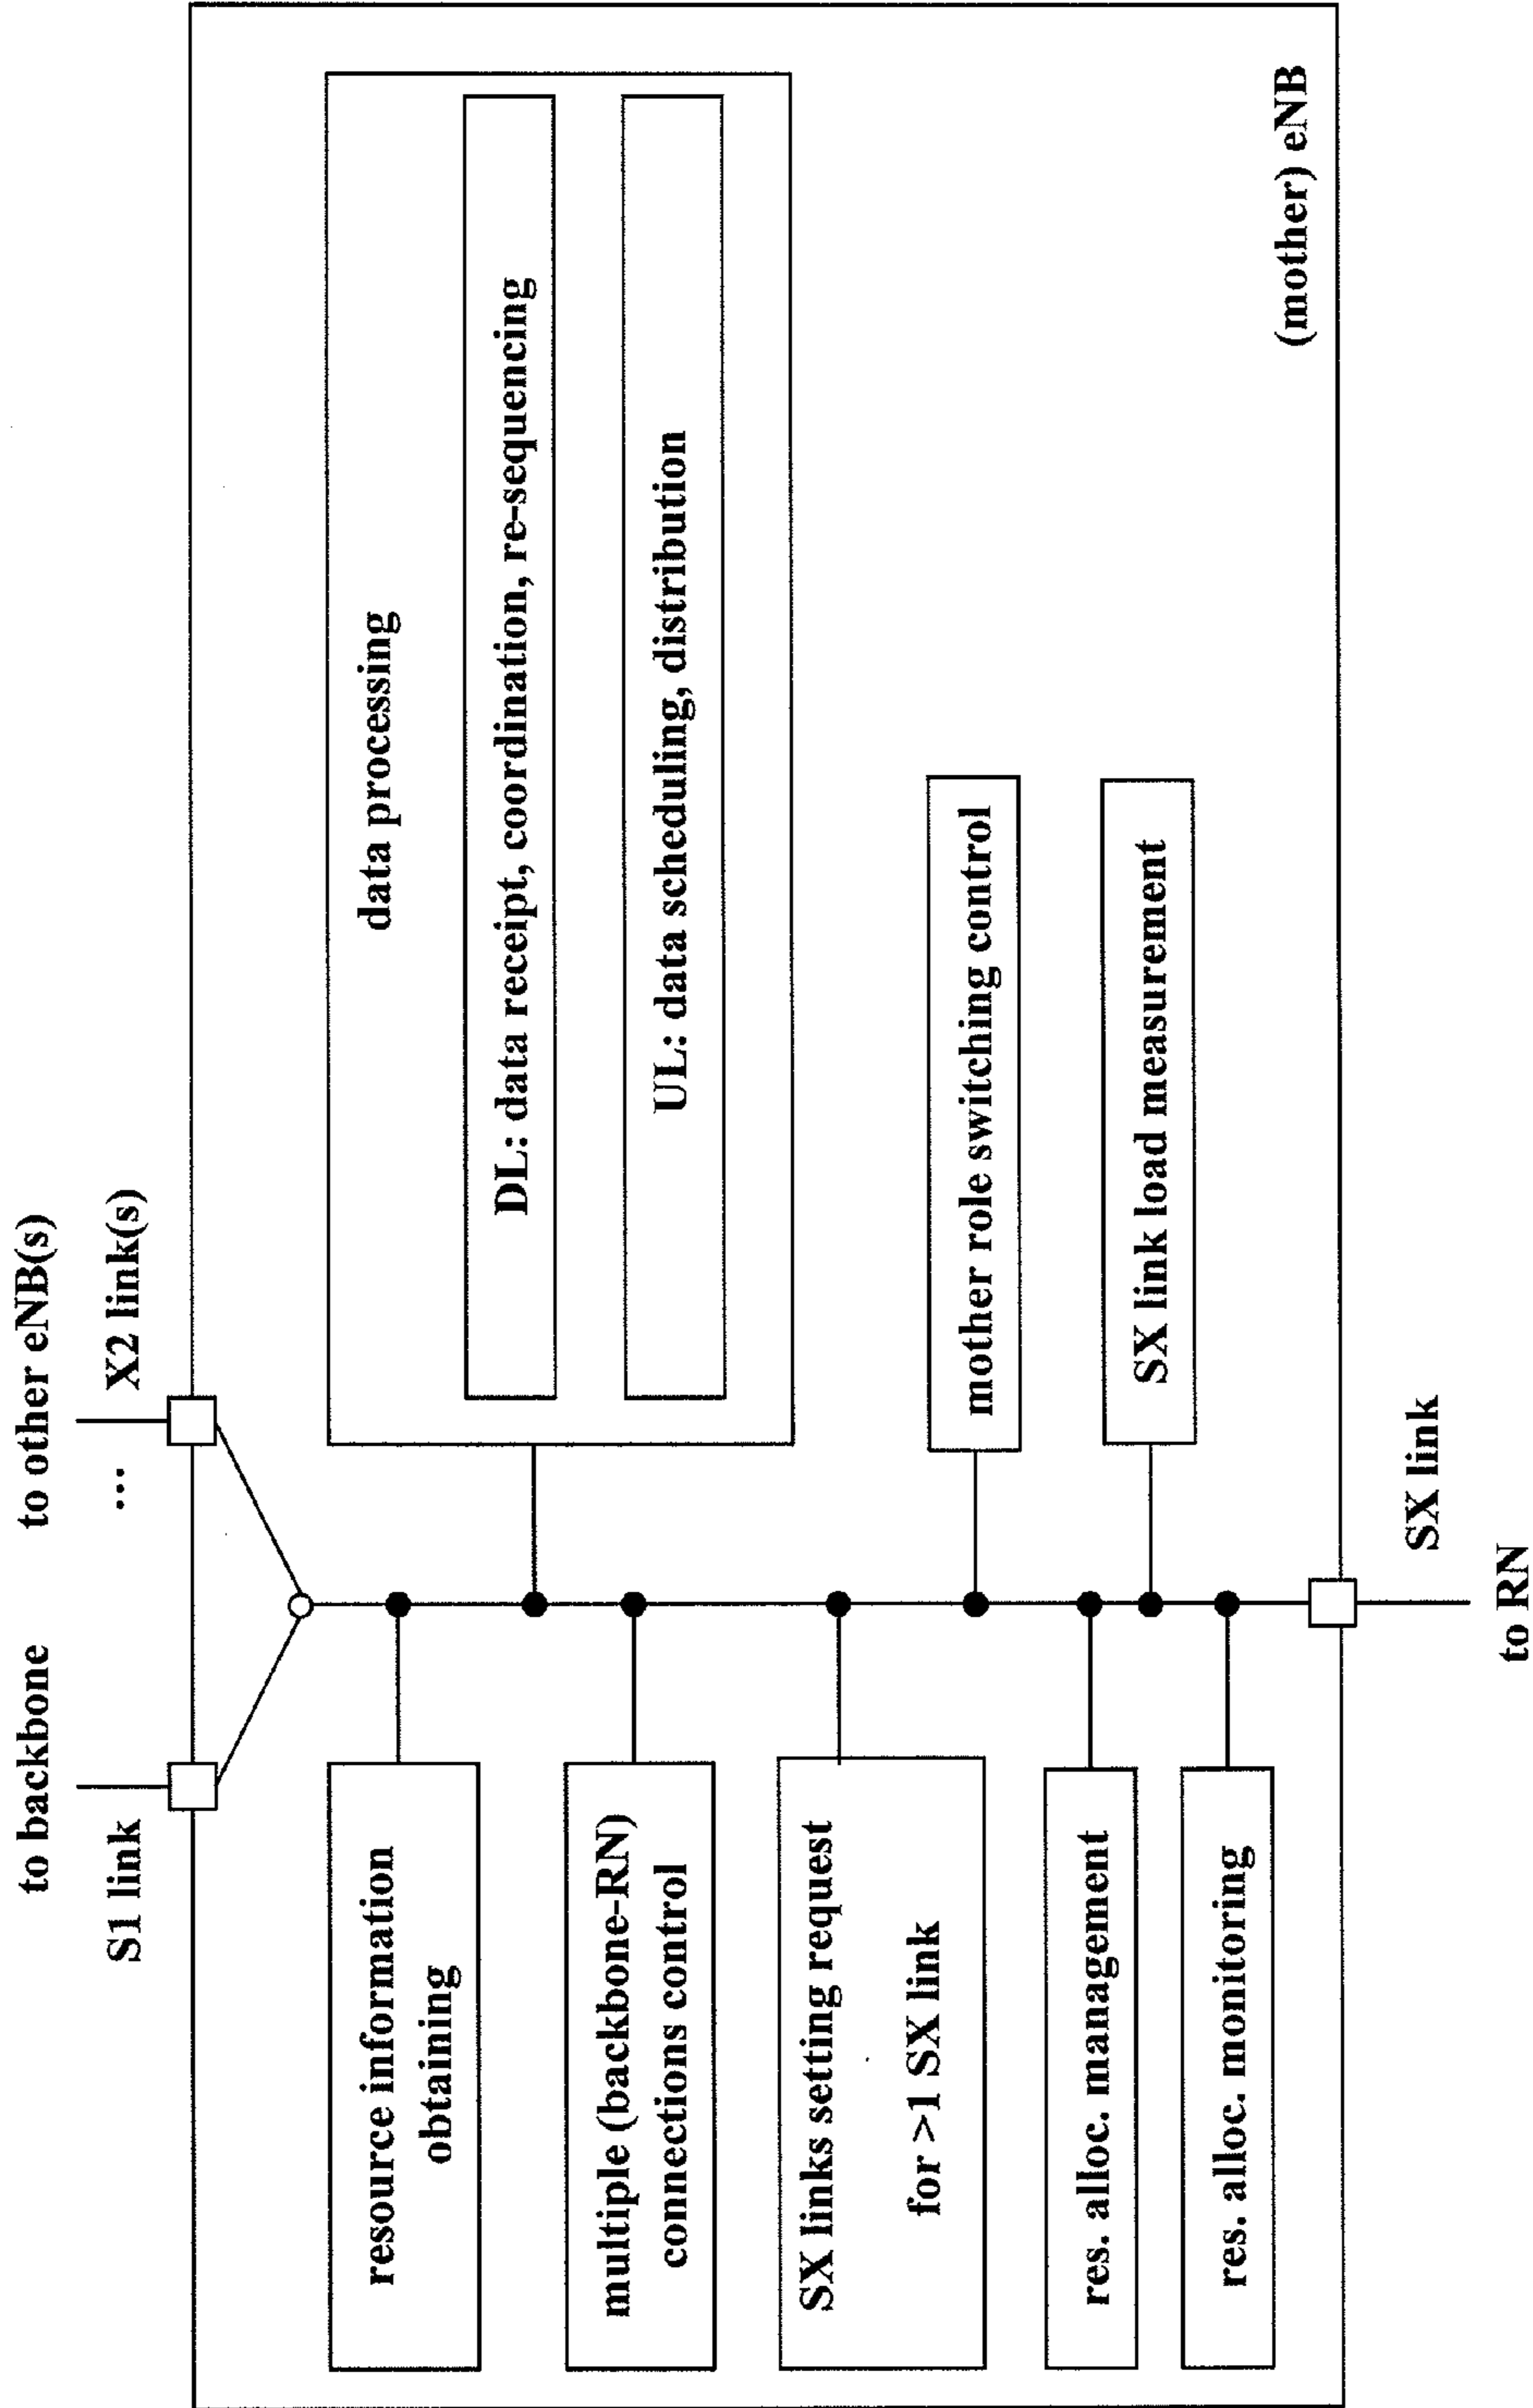 to backbone
to other eNB(s)
S1 link
...
X2 link(s)
resource information
obtaining
multiple (backbone-RN)
connections control
SX links setting request
for >1 SX link
res. alloc. management
res. alloc. monitoring
data processing
DL: data receipt, coordination, re-sequencing
UL: data scheduling, distribution
mother role switching control
SX link load measurement
(mother) eNB
SX link
to RN